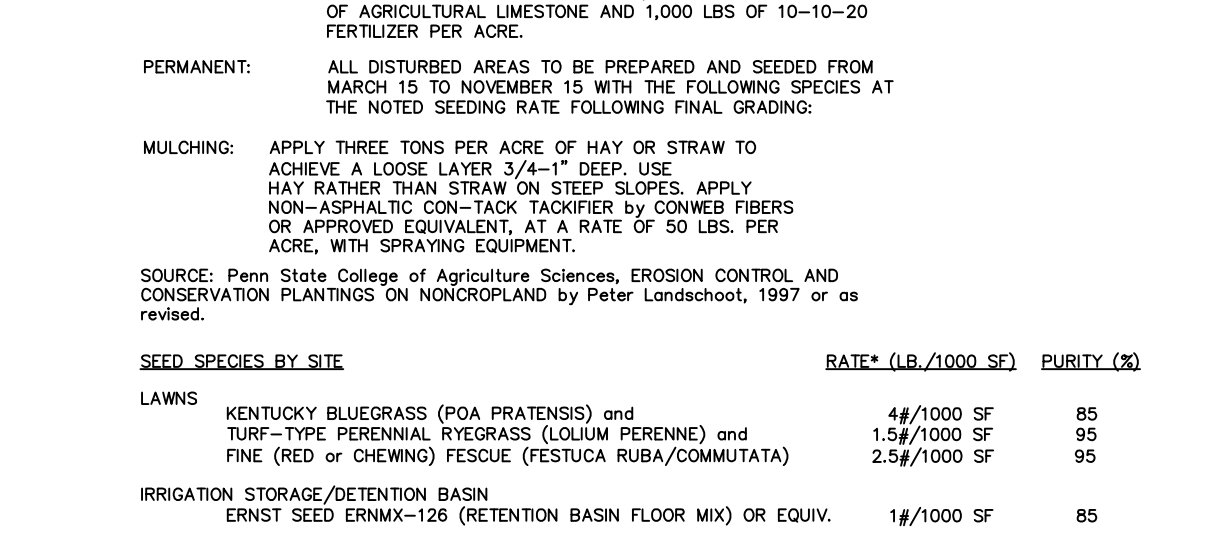 OF AGRICULTURAL LIMESTONE AND 1,000 LBS OF 10-10-20
FERTILIZER PER ACRE.
PERMANENT: ALL DISTURBED AREAS TO BE PREPARED AND SEEDED FROM
MARCH 15 TO NOVEMBER 15 WITH THE FOLLOWING SPECIES AT
THE NOTED SEEDING RATE FOLLOWING FINAL GRADING:
MULCHING: APPLY THREE TONS PER ACRE OF HAY OR STRAW TO
ACHIEVE A LOOSE LAYER 3/4-1" DEEP. USE
HAY RATHER THAN STRAW ON STEEP SLOPES. APPLY
NON-ASPHALTIC CON-TACK TACKIFIER by CONWEB FIBERS
OR APPROVED EQUIVALENT, AT A RATE OF 50 LBS. PER
ACRE, WITH SPRAYING EQUIPMENT.
SOURCE: Penn State College of Agriculture Sciences, EROSION CONTROL AND
CONSERVATION PLANTINGS ON NONCROPLAND by Peter Landschoot, 1997 or as
revised.
SEED SPECIES BY SITE RATE* (LB./1000 SF) PURITY (%)
LAWNS
KENTUCKY BLUEGRASS (POA PRATENSIS) and 4#/1000 SF 85
TURF-TYPE PERENNIAL RYEGRASS (LOLIUM PERENNE) and 1.5#/1000 SF 95
FINE (RED or CHEWING) FESCUE (FESTUCA RUBA/COMMUTATA) 2.5#/1000 SF 95
IRRIGATION STORAGE/DETENTION BASIN
ERNST SEED ERNMX-126 (RETENTION BASIN FLOOR MIX) OR EQUIV. 1#/1000 SF 85